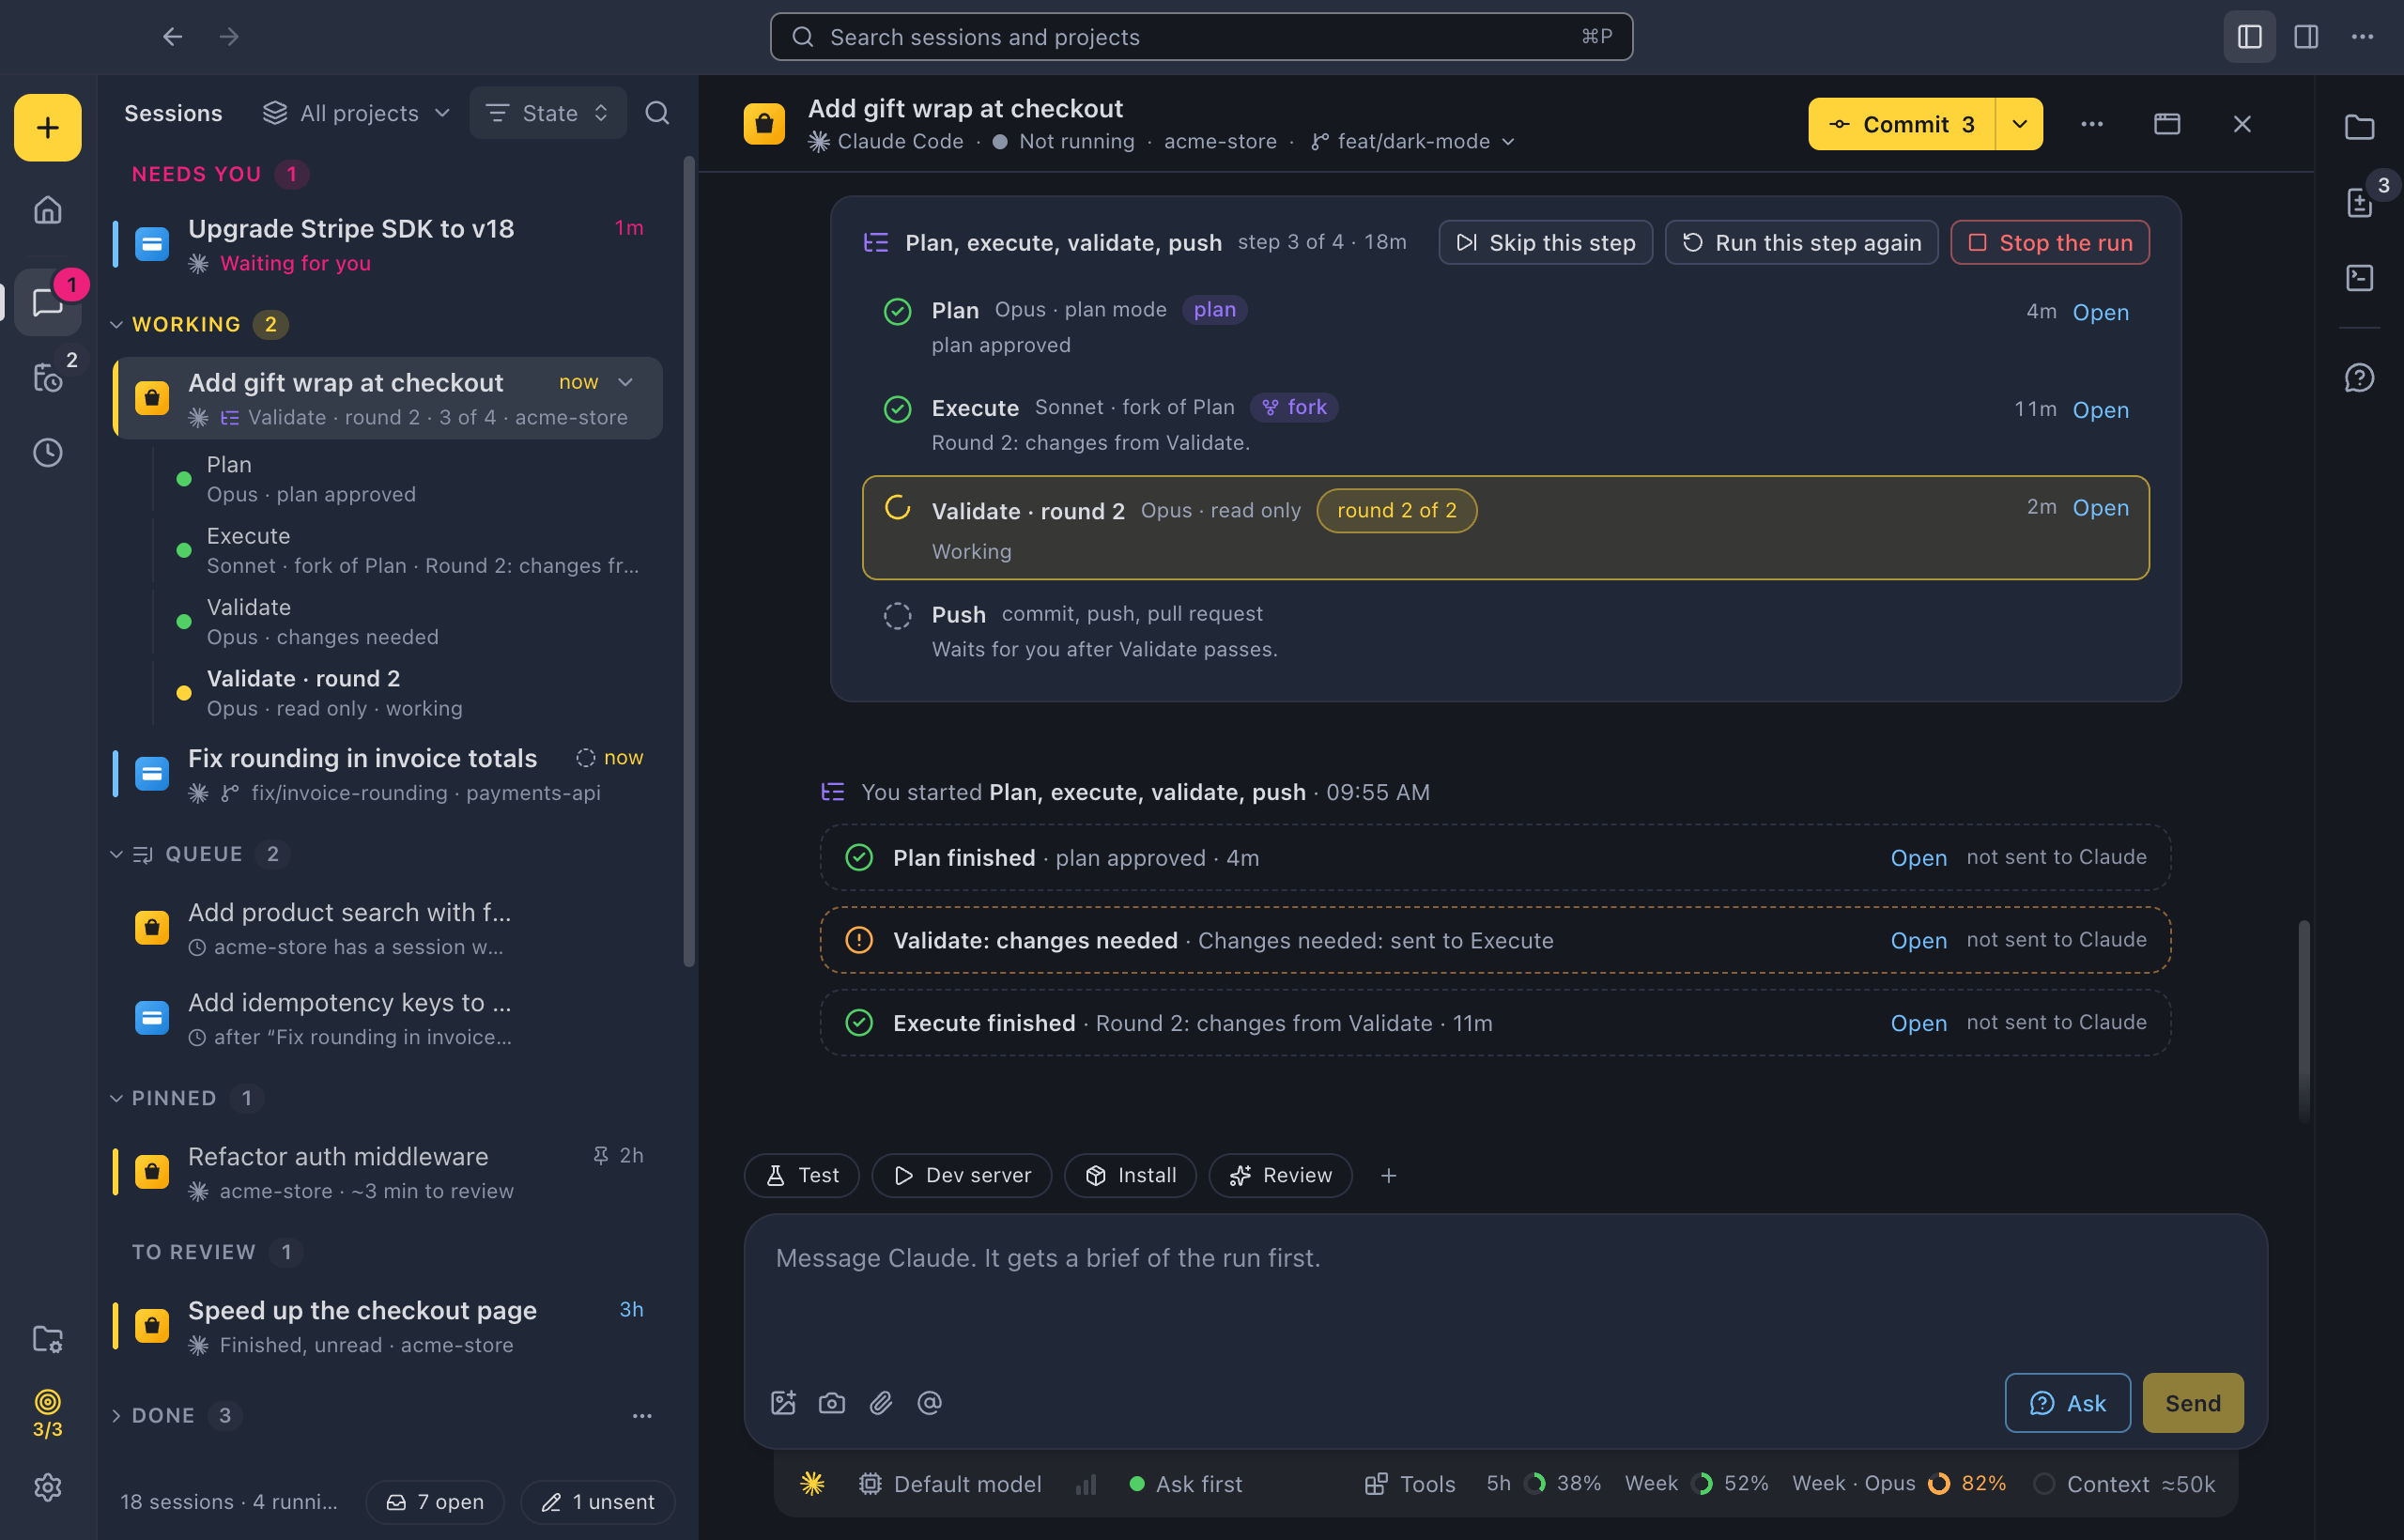 Search sessions and projects ⌘P
Sessions All projects State
NEEDS YOU 1
Upgrade Stripe SDK to v18 1m
Waiting for you
WORKING 2
Add gift wrap at checkout now
Validate · round 2 · 3 of 4 · acme-store
Plan
Opus · plan approved
Execute
Sonnet · fork of Plan · Round 2: changes fr...
Validate
Opus · changes needed
Validate · round 2
Opus · read only · working
Fix rounding in invoice totals now
fix/invoice-rounding · payments-api
QUEUE 2
Add product search with f...
acme-store has a session w...
Add idempotency keys to ...
after “Fix rounding in invoice...
PINNED 1
Refactor auth middleware 2h
acme-store · ~3 min to review
TO REVIEW 1
Speed up the checkout page 3h
Finished, unread · acme-store
DONE 3
18 sessions · 4 runni... 7 open 1 unsent
1
2
3/3
Add gift wrap at checkout
Claude Code · Not running · acme-store · feat/dark-mode
Commit 3
3
Plan, execute, validate, push step 3 of 4 · 18m Skip this step Run this step again Stop the run
Plan Opus · plan mode plan 4m Open
plan approved
Execute Sonnet · fork of Plan fork 11m Open
Round 2: changes from Validate.
Validate · round 2 Opus · read only round 2 of 2 2m Open
Working
Push commit, push, pull request
Waits for you after Validate passes.
You started Plan, execute, validate, push · 09:55 AM
Plan finished · plan approved · 4m Open not sent to Claude
Validate: changes needed · Changes needed: sent to Execute Open not sent to Claude
Execute finished · Round 2: changes from Validate · 11m Open not sent to Claude
Test Dev server Install Review
Message Claude. It gets a brief of the run first.
Ask Send
Default model Ask first Tools 5h 38% Week 52% Week · Opus 82% Context ≈50k